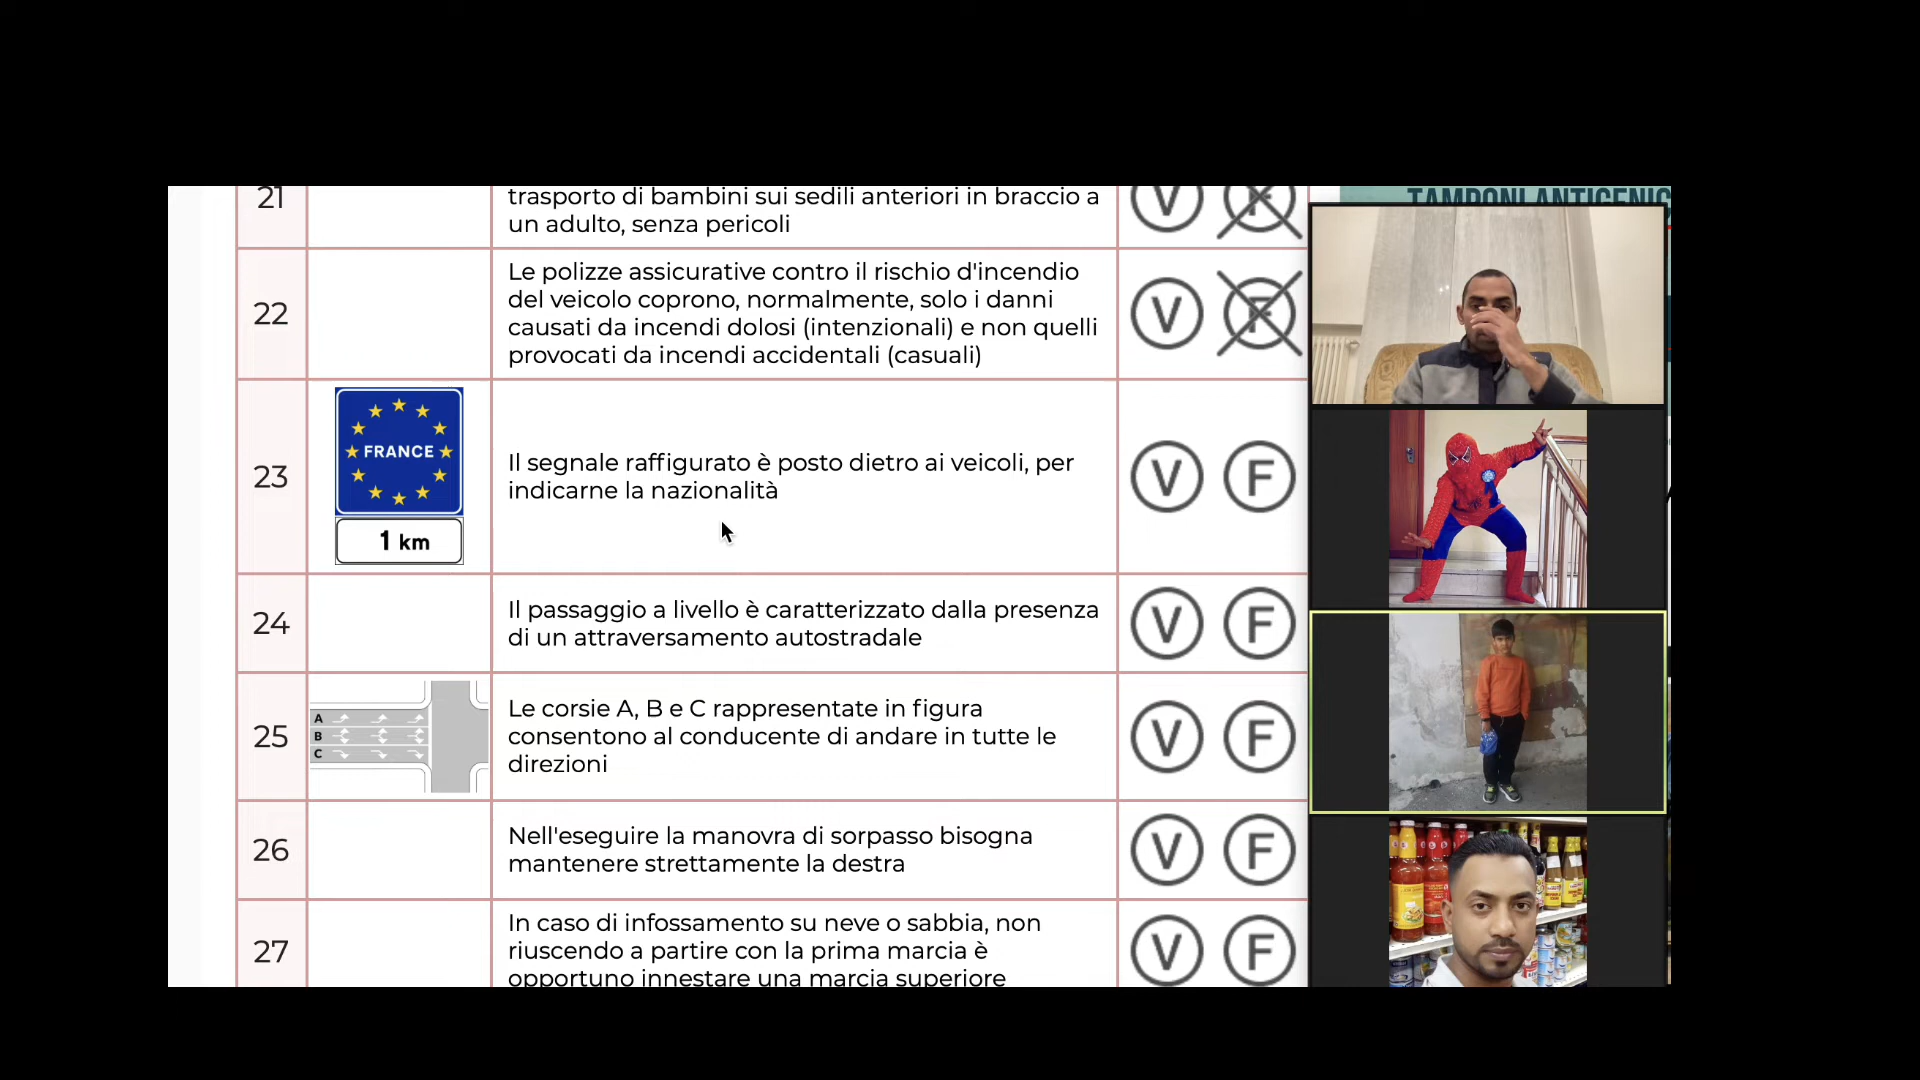 21
trasporto di bambini sui sedili anteriori in braccio a
un adulto, senza pericoli
V F
TAMPONI ANTIGENIC
22
Le polizze assicurative contro il rischio d'incendio
del veicolo coprono, normalmente, solo i danni
causati da incendi dolosi (intenzionali) e non quelli
provocati da incendi accidentali (casuali)
V F
23
FRANCE
1 km
Il segnale raffigurato è posto dietro ai veicoli, per
indicarne la nazionalità
V F
24
Il passaggio a livello è caratterizzato dalla presenza
di un attraversamento autostradale
V F
25
A
B
C
Le corsie A, B e C rappresentate in figura
consentono al conducente di andare in tutte le
direzioni
V F
26
Nell'eseguire la manovra di sorpasso bisogna
mantenere strettamente la destra
V F
27
In caso di infossamento su neve o sabbia, non
riuscendo a partire con la prima marcia è
opportuno innestare una marcia superiore
V F